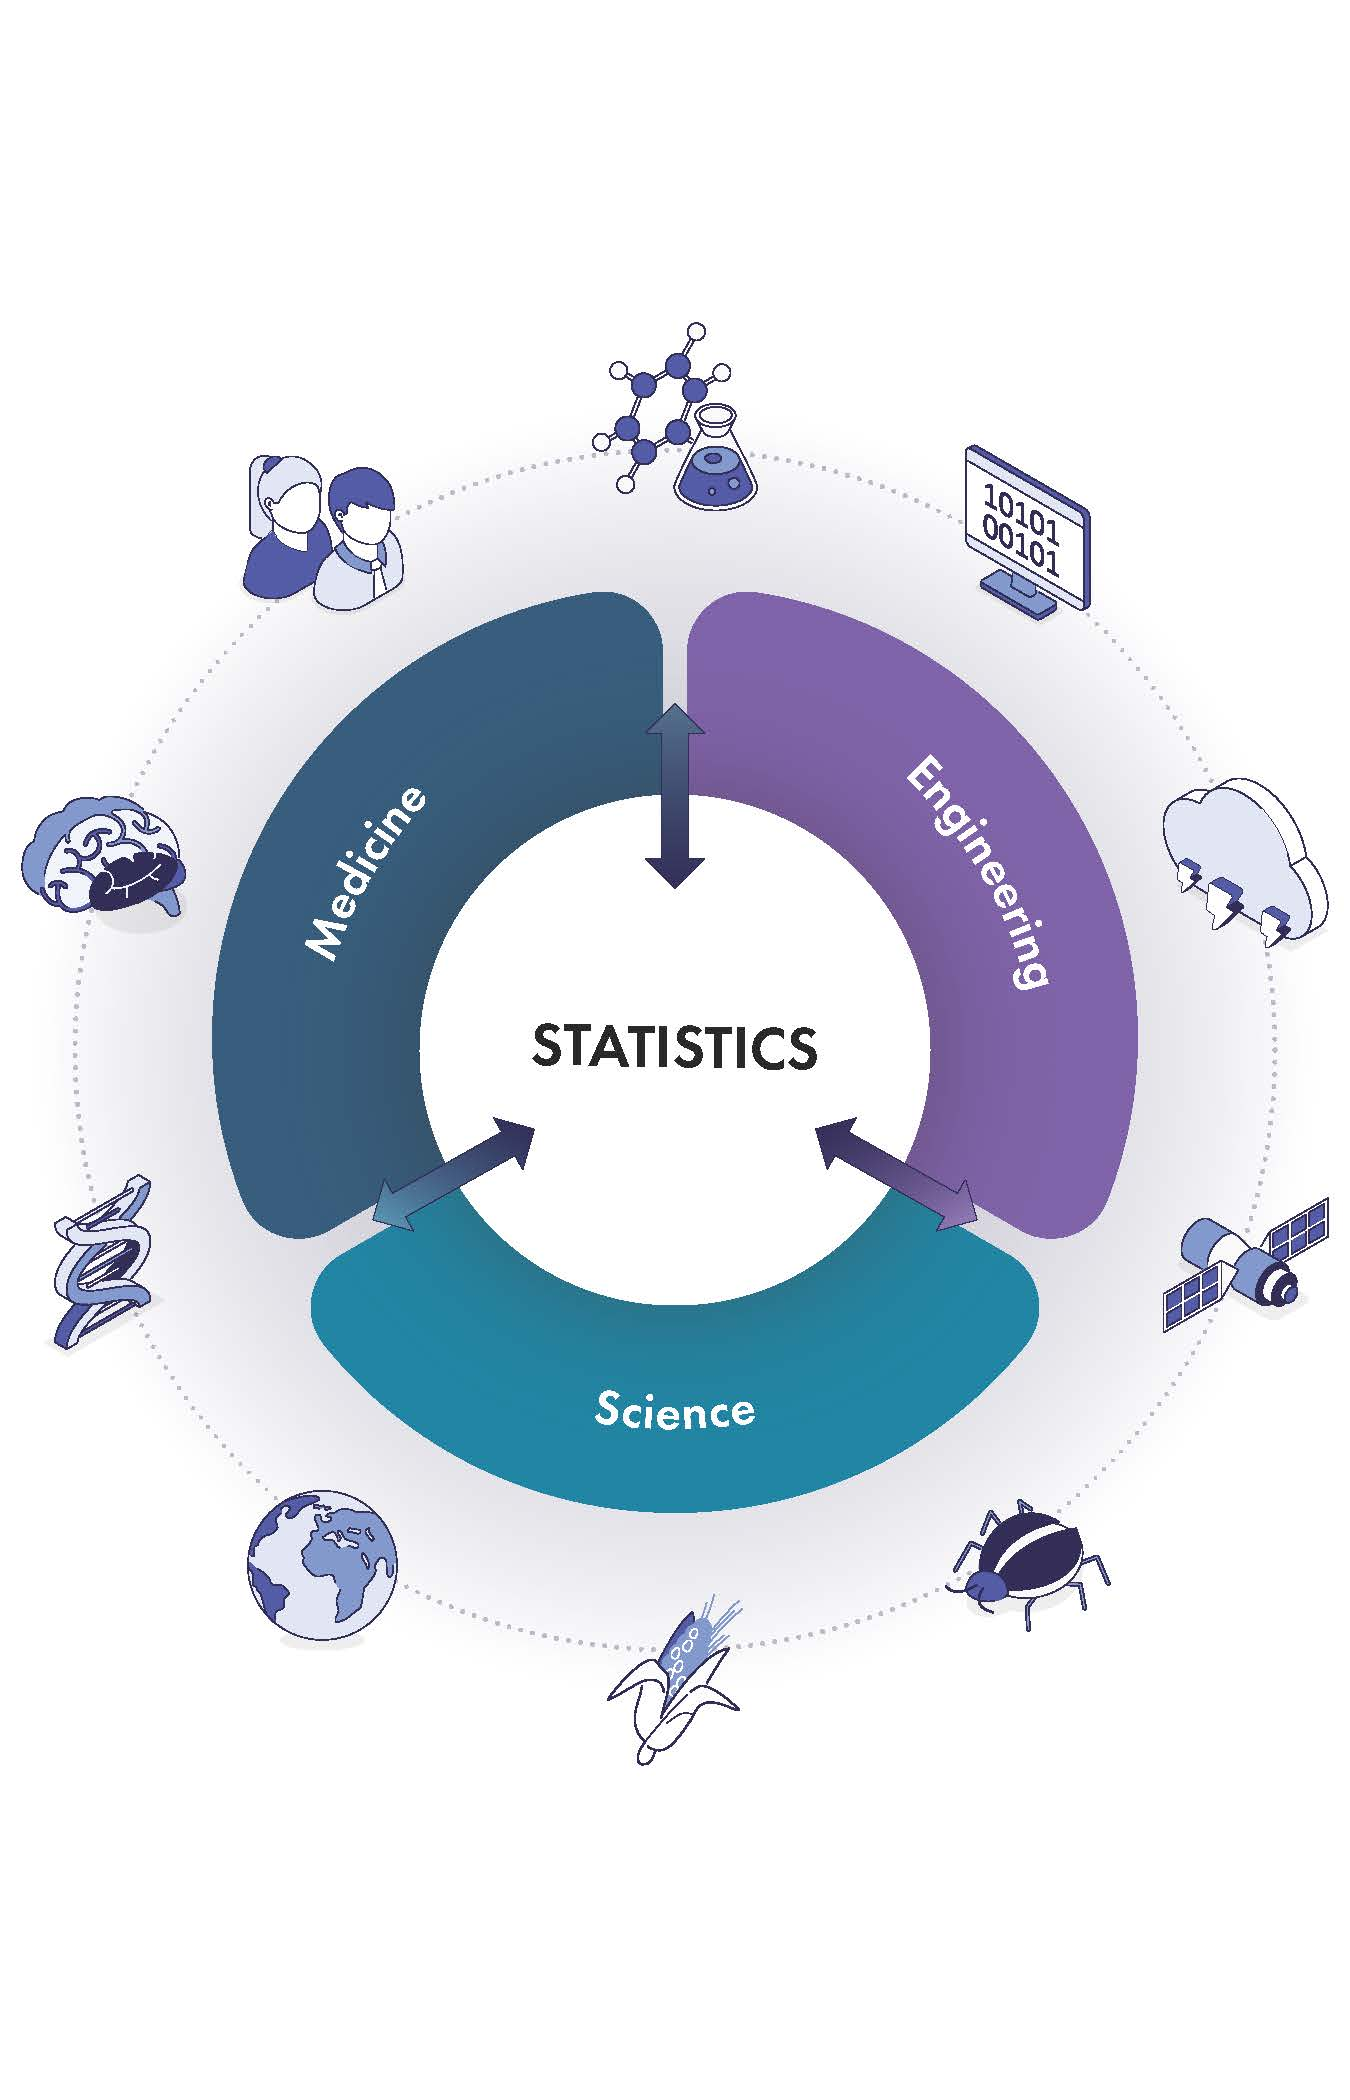 10101
00101
Medicine
Engineering
STATISTICS
Science